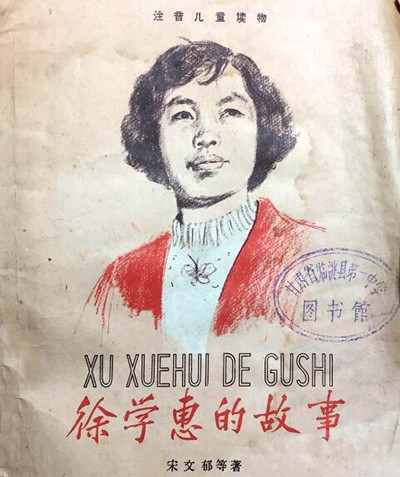 注音儿童读物
甘肃省临洮县第一中学
图书馆
XU XUEHUI DE GUSHI
徐学惠的故事
宋文郁等著